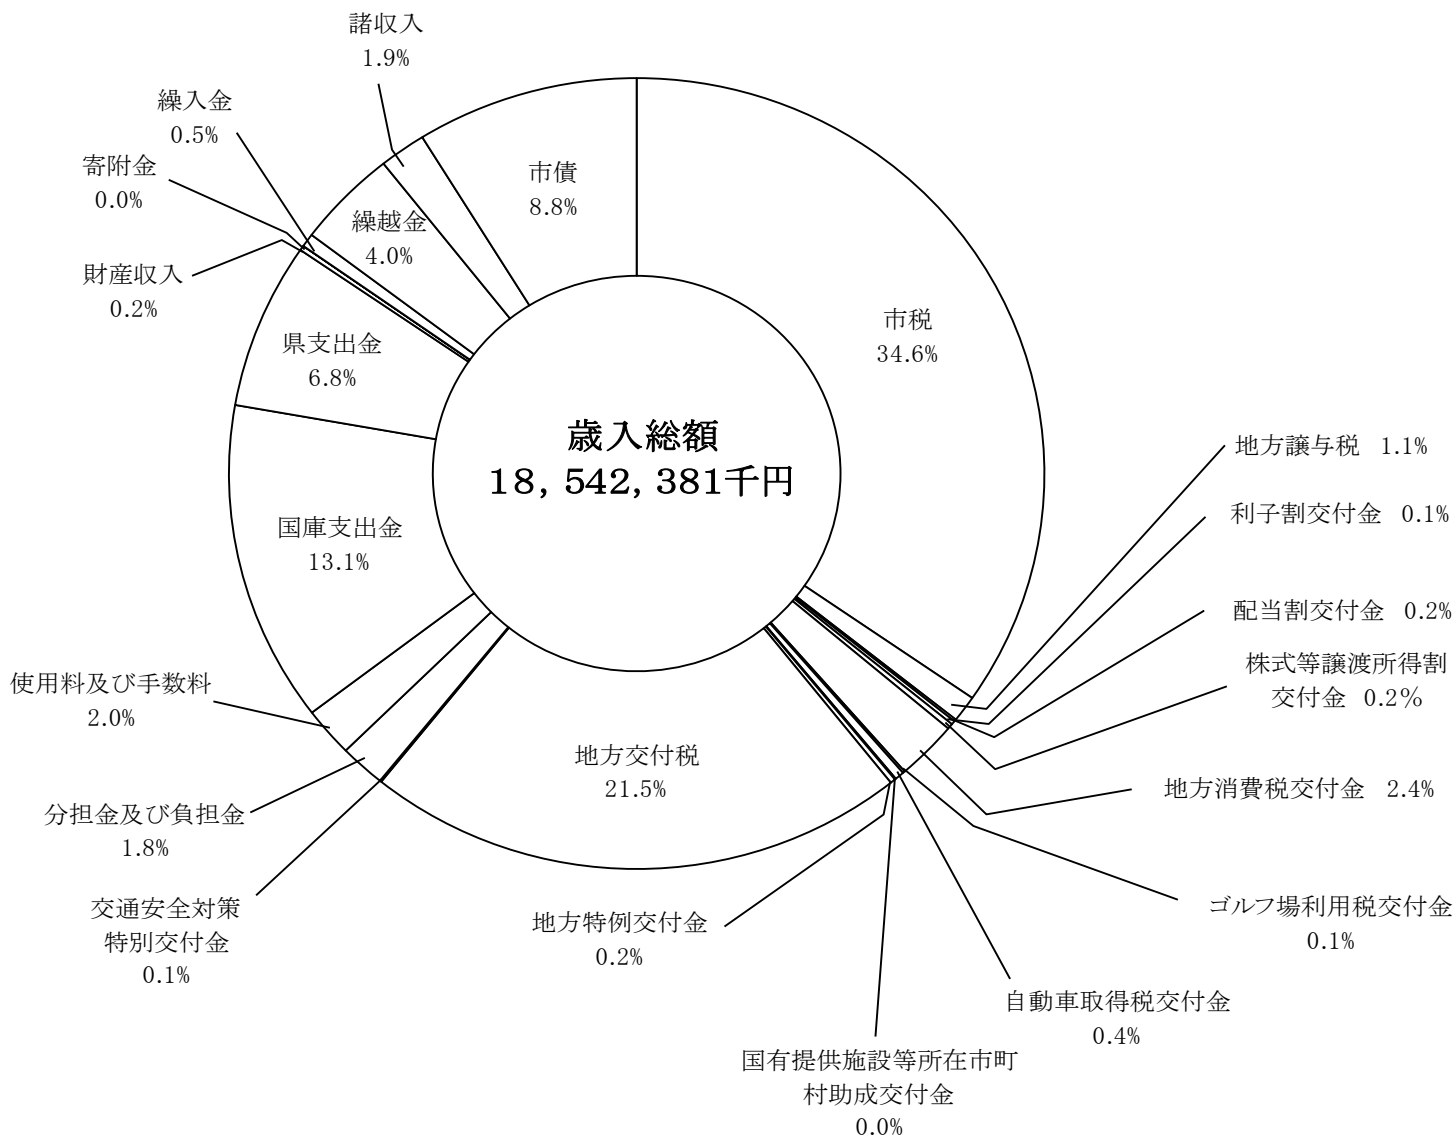 諸収入
1.9%
繰入金
0.5%
寄附金
0.0%
財産収入
0.2%
県支出金
6.8%
繰越金
4.0%
市債
8.8%
市税
34.6%
歳入総額
18,542,381千円
地方譲与税 1.1%
利子割交付金 0.1%
配当割交付金 0.2%
株式等譲渡所得割
交付金 0.2%
地方消費税交付金 2.4%
ゴルフ場利用税交付金
0.1%
自動車取得税交付金
0.4%
国有提供施設等所在市町
村助成交付金
0.0%
地方特例交付金
0.2%
地方交付税
21.5%
交通安全対策
特別交付金
0.1%
分担金及び負担金
1.8%
使用料及び手数料
2.0%
国庫支出金
13.1%